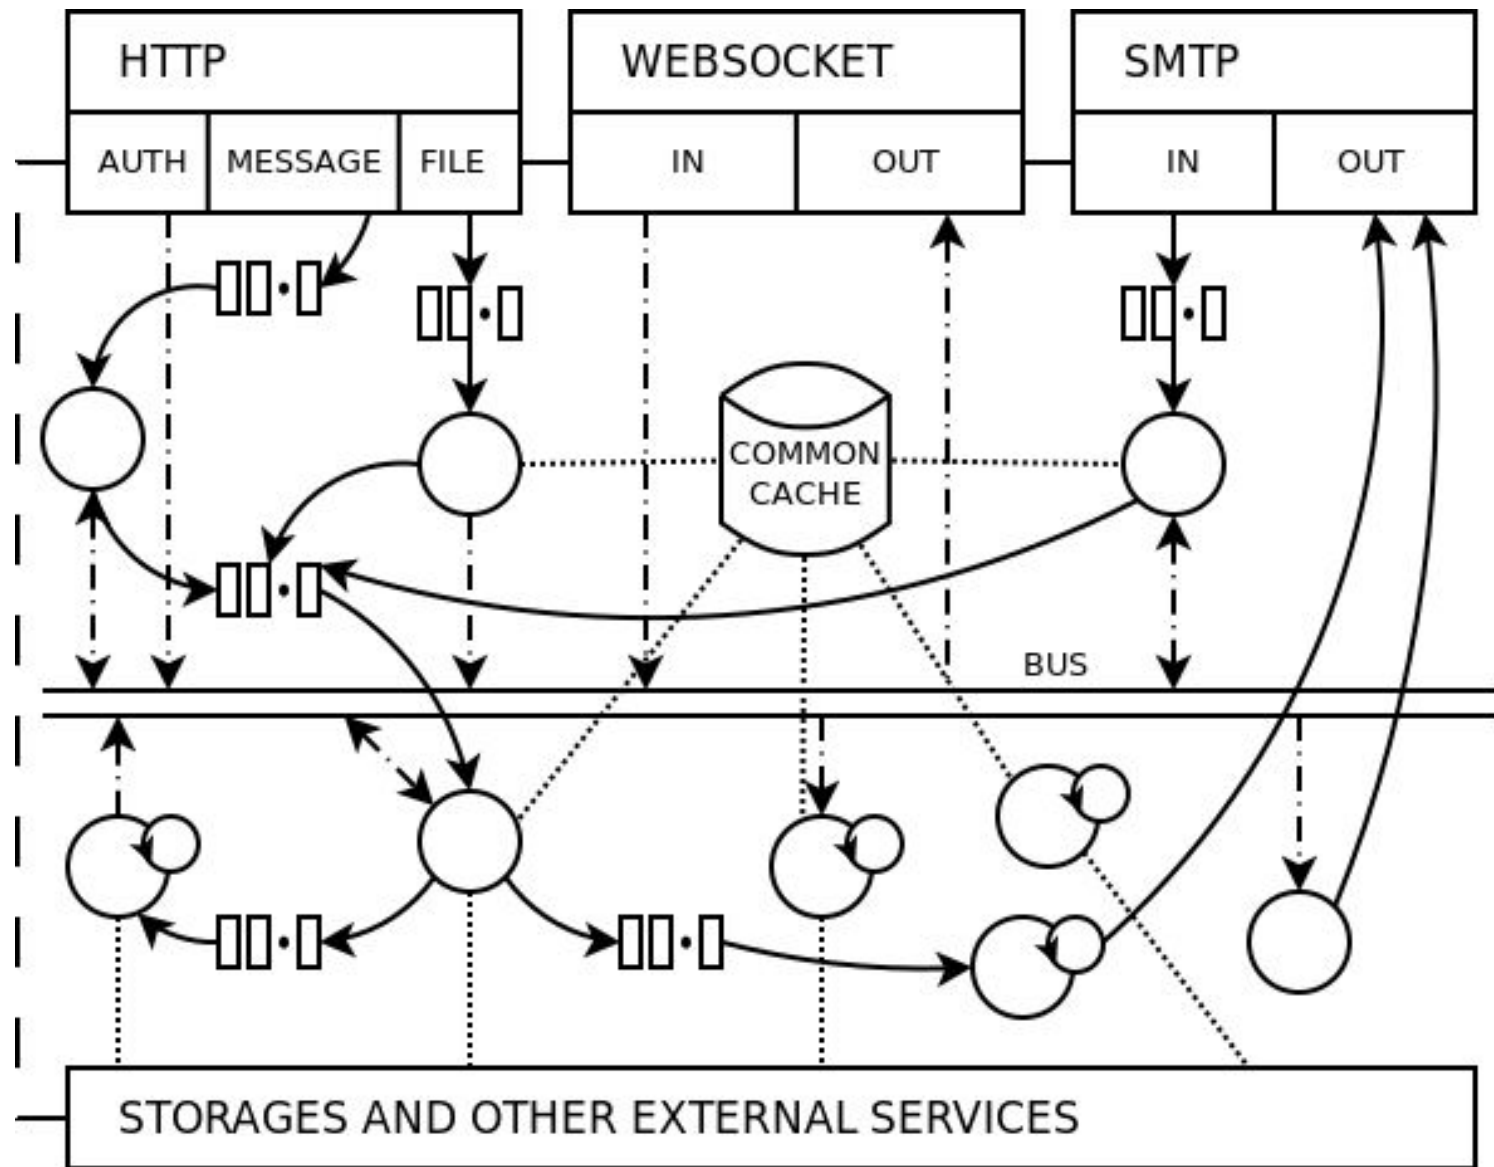 HTTP
WEBSOCKET
SMTP
AUTH
MESSAGE
FILE
IN
OUT
IN
OUT
COMMON
CACHE
BUS
STORAGES AND OTHER EXTERNAL SERVICES